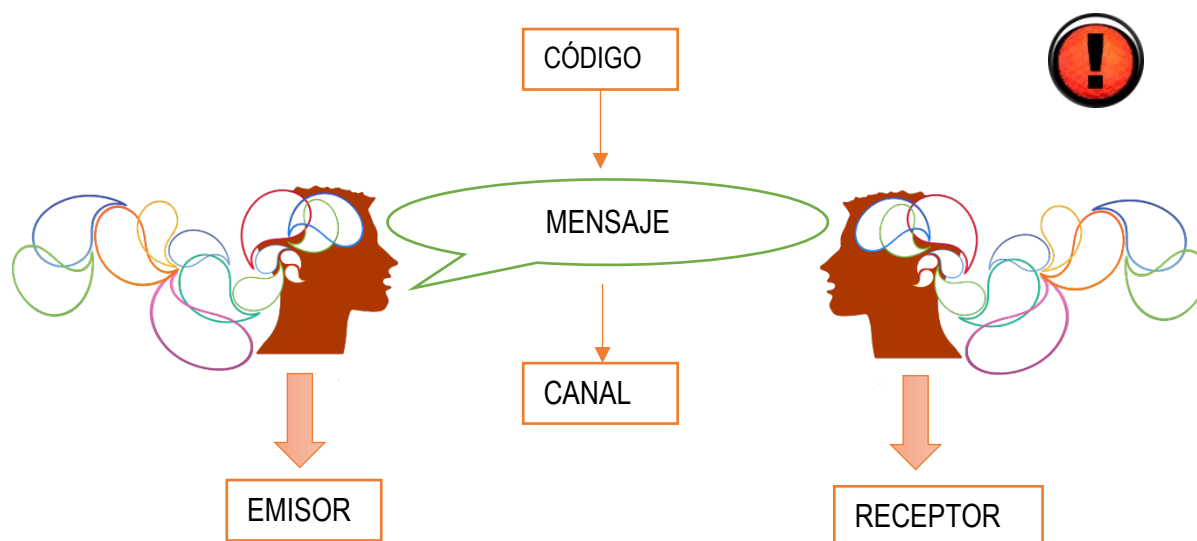 CÓDIGO
MENSAJE
CANAL
EMISOR
RECEPTOR
!